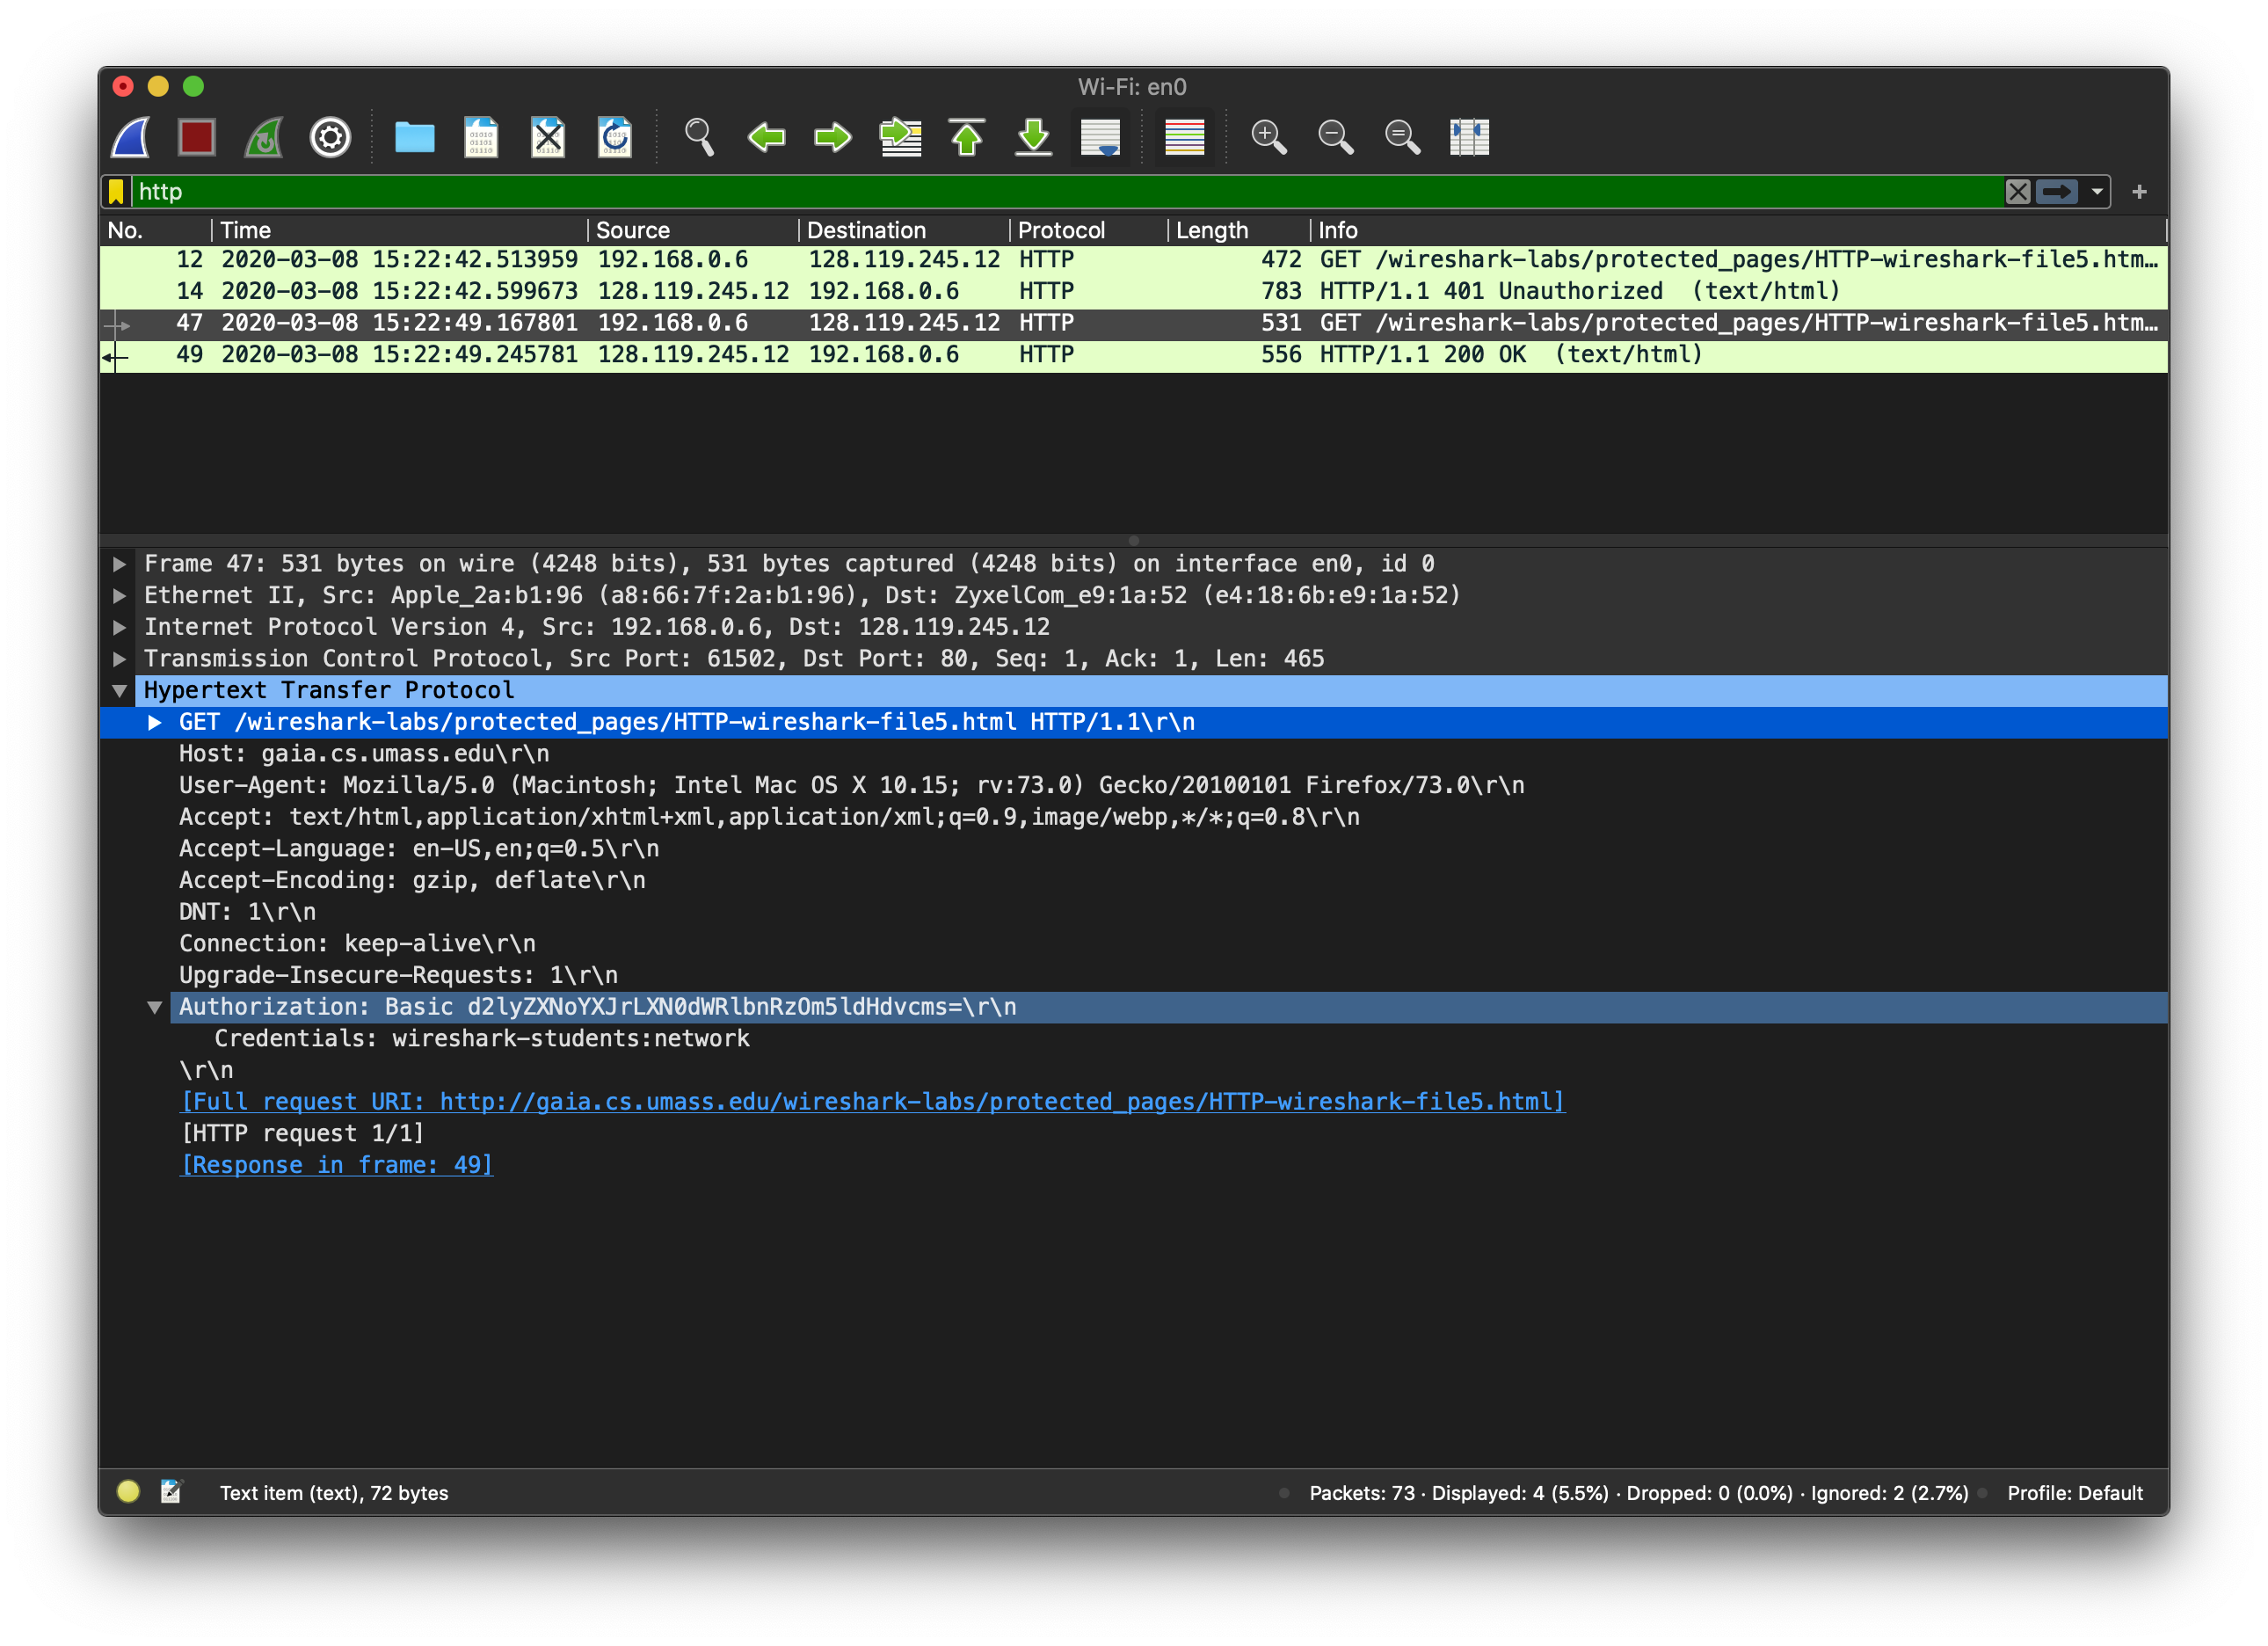 Wi-Fi: en0
http
No. Time Source Destination Protocol Length Info
12 2020-03-08 15:22:42.513959 192.168.0.6 128.119.245.12 HTTP 472 GET /wireshark-labs/protected_pages/HTTP-wireshark-file5.htm…
14 2020-03-08 15:22:42.599673 128.119.245.12 192.168.0.6 HTTP 783 HTTP/1.1 401 Unauthorized (text/html)
47 2020-03-08 15:22:49.167801 192.168.0.6 128.119.245.12 HTTP 531 GET /wireshark-labs/protected_pages/HTTP-wireshark-file5.htm…
49 2020-03-08 15:22:49.245781 128.119.245.12 192.168.0.6 HTTP 556 HTTP/1.1 200 OK (text/html)
Frame 47: 531 bytes on wire (4248 bits), 531 bytes captured (4248 bits) on interface en0, id 0
Ethernet II, Src: Apple_2a:b1:96 (a8:66:7f:2a:b1:96), Dst: ZyxelCom_e9:1a:52 (e4:18:6b:e9:1a:52)
Internet Protocol Version 4, Src: 192.168.0.6, Dst: 128.119.245.12
Transmission Control Protocol, Src Port: 61502, Dst Port: 80, Seq: 1, Ack: 1, Len: 465
Hypertext Transfer Protocol
GET /wireshark-labs/protected_pages/HTTP-wireshark-file5.html HTTP/1.1\r\n
Host: gaia.cs.umass.edu\r\n
User-Agent: Mozilla/5.0 (Macintosh; Intel Mac OS X 10.15; rv:73.0) Gecko/20100101 Firefox/73.0\r\n
Accept: text/html,application/xhtml+xml,application/xml;q=0.9,image/webp,*/*;q=0.8\r\n
Accept-Language: en-US,en;q=0.5\r\n
Accept-Encoding: gzip, deflate\r\n
DNT: 1\r\n
Connection: keep-alive\r\n
Upgrade-Insecure-Requests: 1\r\n
Authorization: Basic d2lyZXNoYXJrLXN0dWRlbnRzOm5ldHdvcms=\r\n
Credentials: wireshark-students:network
\r\n
[Full request URI: http://gaia.cs.umass.edu/wireshark-labs/protected_pages/HTTP-wireshark-file5.html]
[HTTP request 1/1]
[Response in frame: 49]
Text item (text), 72 bytes Packets: 73 · Displayed: 4 (5.5%) · Dropped: 0 (0.0%) · Ignored: 2 (2.7%) Profile: Default